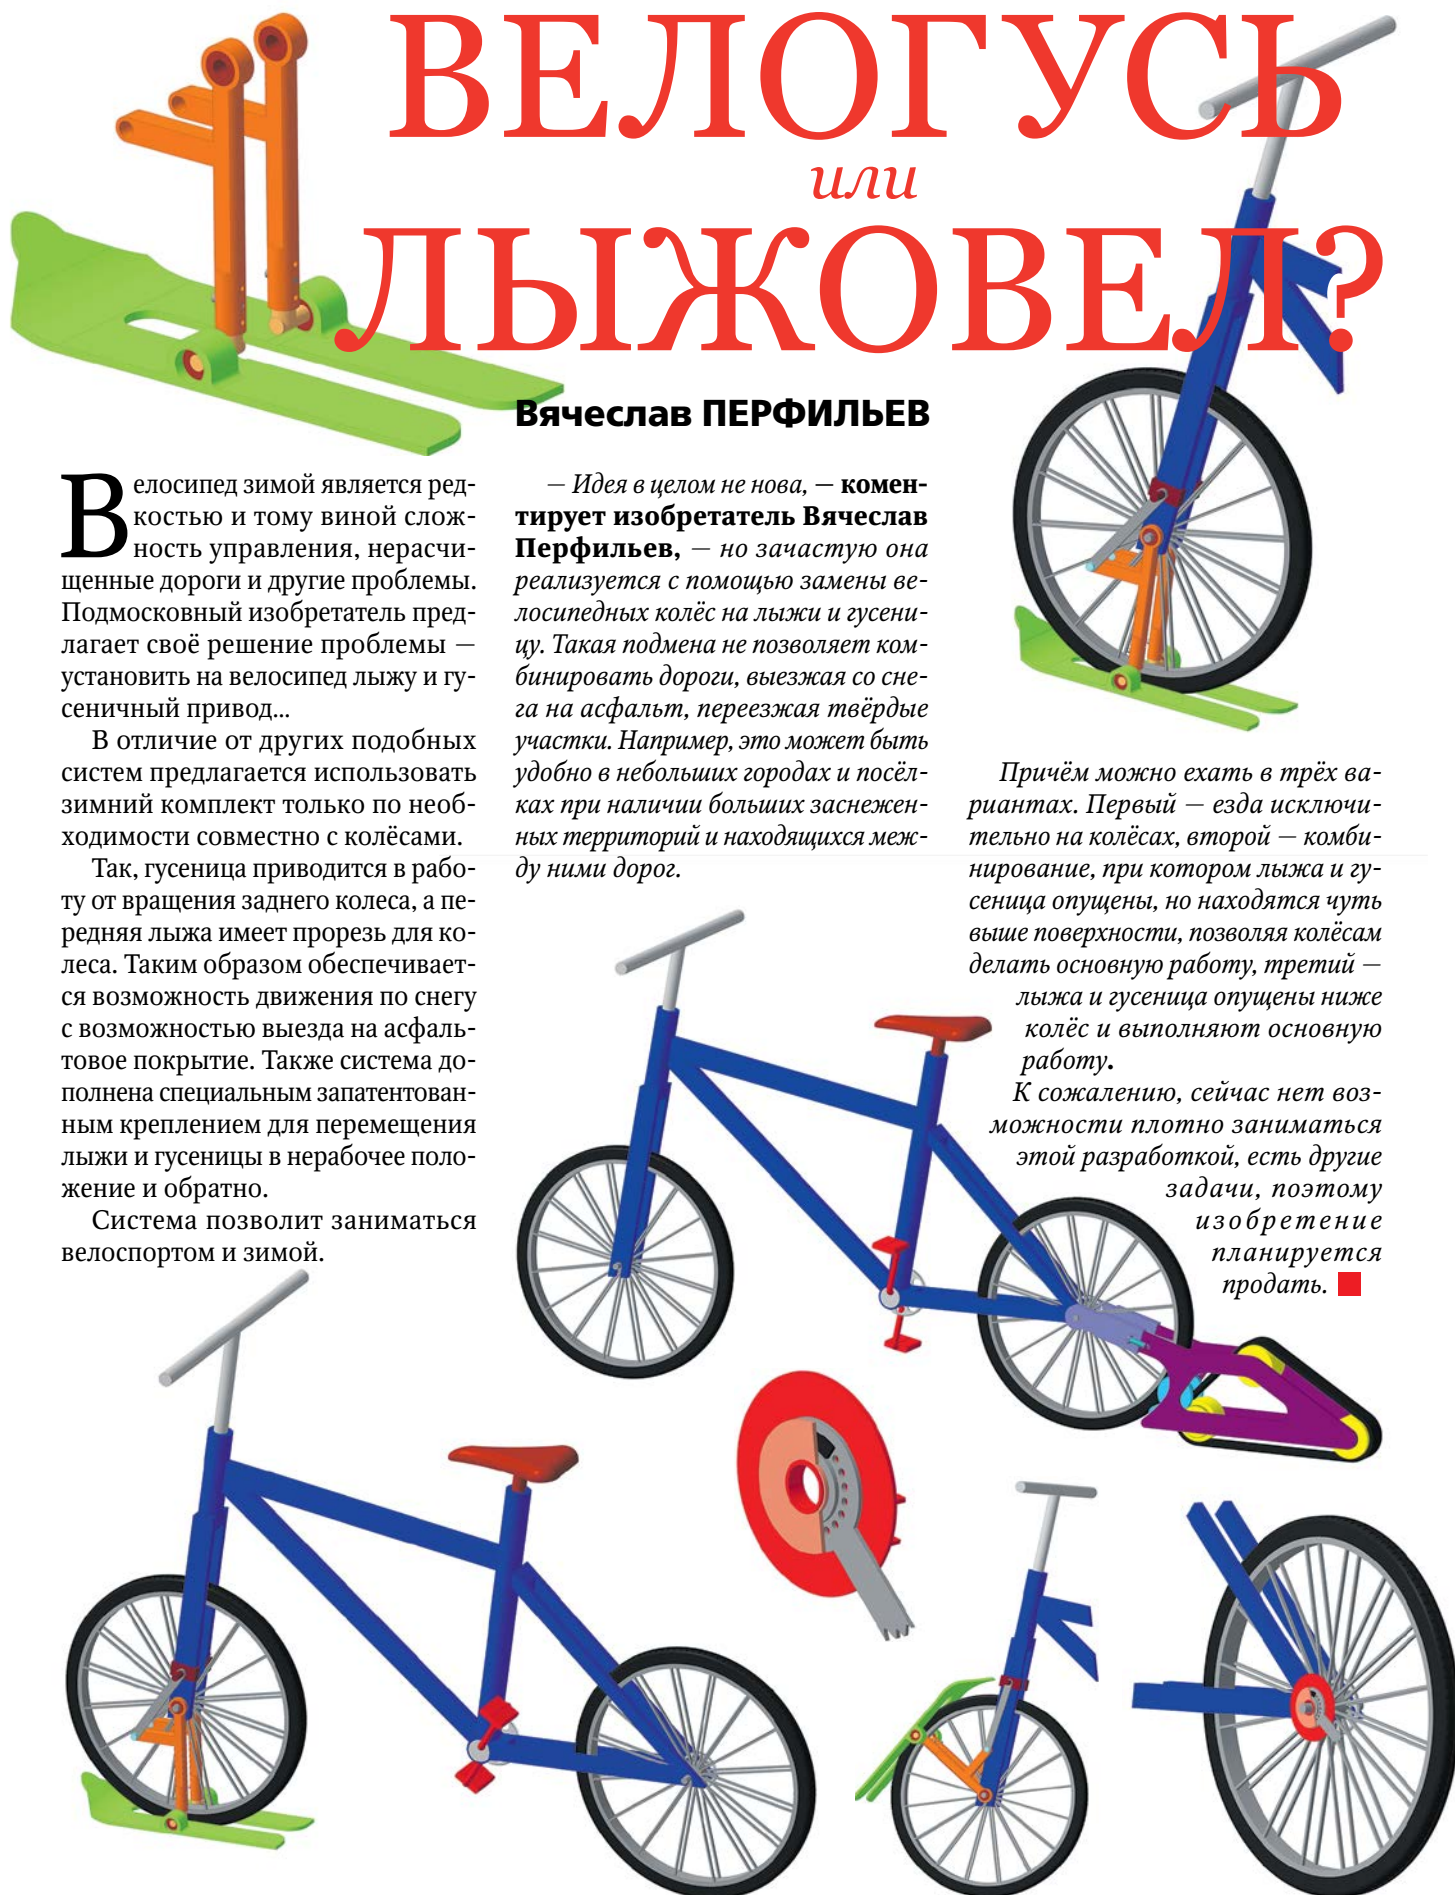 ВЕЛОГУСЬ
или
ЛЫЖОВЕЛ?
Вячеслав ПЕРФИЛЬЕВ
Велосипед зимой является ред-
костью и тому виной слож-
ность управления, нерасчи-
щенные дороги и другие проблемы.
Подмосковный изобретатель пред-
лагает своё решение проблемы —
установить на велосипед лыжу и гу-
сеничный привод...
В отличие от других подобных
систем предлагается использовать
зимний комплект только по необ-
ходимости совместно с колёсами.
Так, гусеница приводится в рабо-
ту от вращения заднего колеса, а пе-
редняя лыжа имеет прорезь для ко-
леса. Таким образом обеспечивает-
ся возможность движения по снегу
с возможностью выезда на асфаль-
товое покрытие. Также система до-
полнена специальным запатентован-
ным креплением для перемещения
лыжи и гусеницы в нерабочее поло-
жение и обратно.
Система позволит заниматься
велоспортом и зимой.
— Идея в целом не нова, — комен-
тирует изобретатель Вячеслав
Перфильев, — но зачастую она
реализуется с помощью замены ве-
лосипедных колёс на лыжи и гусени-
цу. Такая подмена не позволяет ком-
бинировать дороги, выезжая со сне-
га на асфальт, переезжая твёрдые
участки. Например, это может быть
удобно в небольших городах и посёл-
ках при наличии больших заснежен-
ных территорий и находящихся меж-
ду ними дорог.
Причём можно ехать в трёх ва-
риантах. Первый — езда исключи-
тельно на колёсах, второй — комби-
нирование, при котором лыжа и гу-
сеница опущены, но находятся чуть
выше поверхности, позволяя колёсам
делать основную работу, третий —
лыжа и гусеница опущены ниже
колёс и выполняют основную
работу.
К сожалению, сейчас нет воз-
можности плотно заниматься
этой разработкой, есть другие
задачи, поэтому
изобретение
планируется
продать.